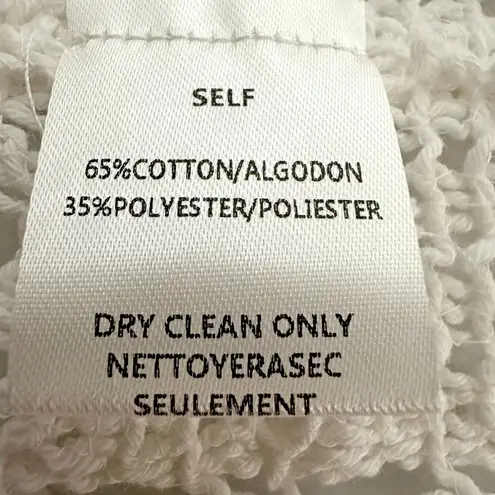 SELF
65%COTTON/ALGODON
35%POLYESTER/POLIESTER
DRY CLEAN ONLY
NETTOYERASEC
SEULEMENT